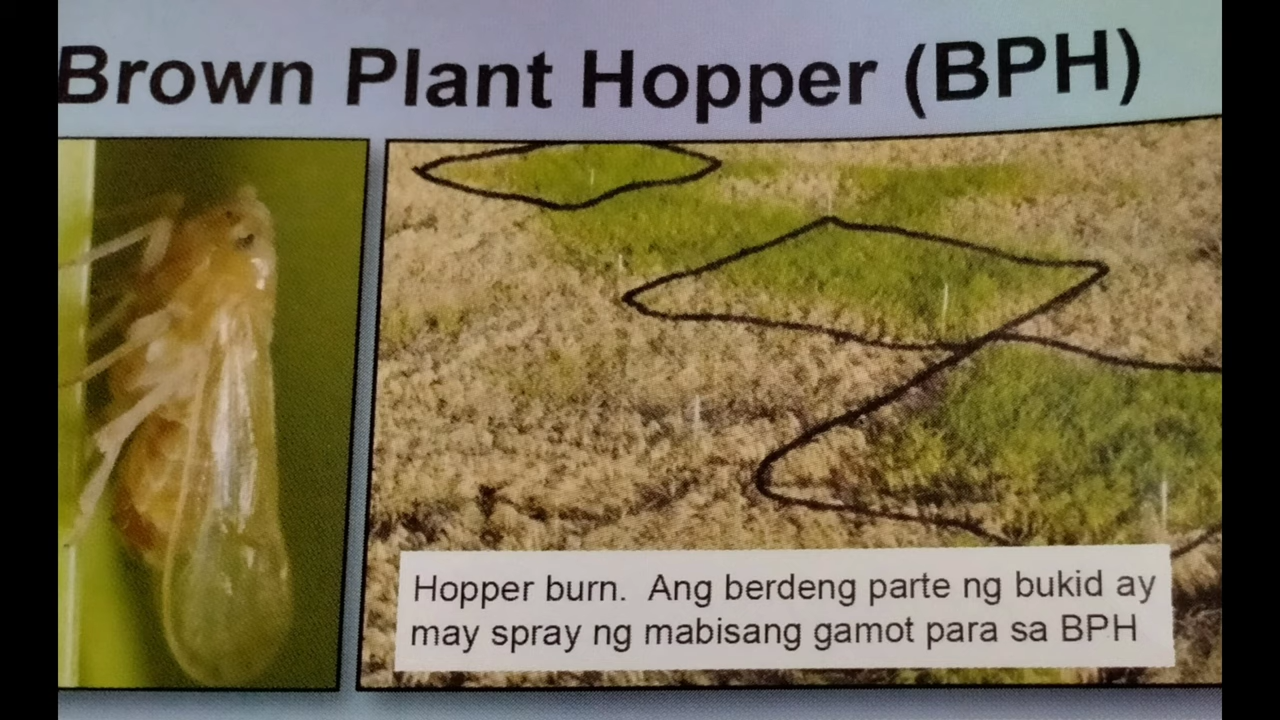 Brown Plant Hopper (BPH)
Hopper burn. Ang berdeng parte ng bukid ay
may spray ng mabisang gamot para sa BPH